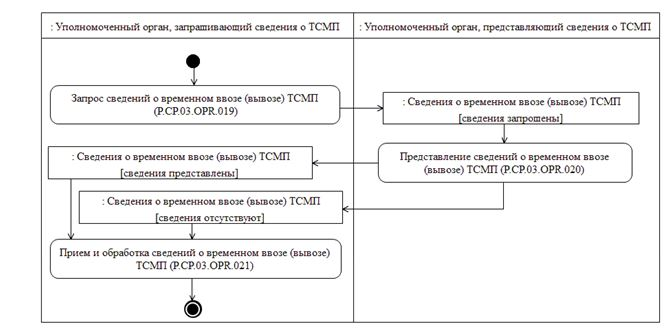 : Уполномоченный орган, запрашивающий сведения о ТСМП
: Уполномоченный орган, представляющий сведения о ТСМП
Запрос сведений о временном ввозе (вывозе) ТСМП
(P.CP.03.OPR.019)
: Сведения о временном ввозе (вывозе) ТСМП
[сведения запрошены]
: Сведения о временном ввозе (вывозе) ТСМП
[сведения представлены]
Представление сведений о временном ввозе
(вывозе) ТСМП (P.CP.03.OPR.020)
: Сведения о временном ввозе (вывозе) ТСМП
[сведения отсутствуют]
Прием и обработка сведений о временном ввозе (вывозе)
ТСМП (P.CP.03.OPR.021)